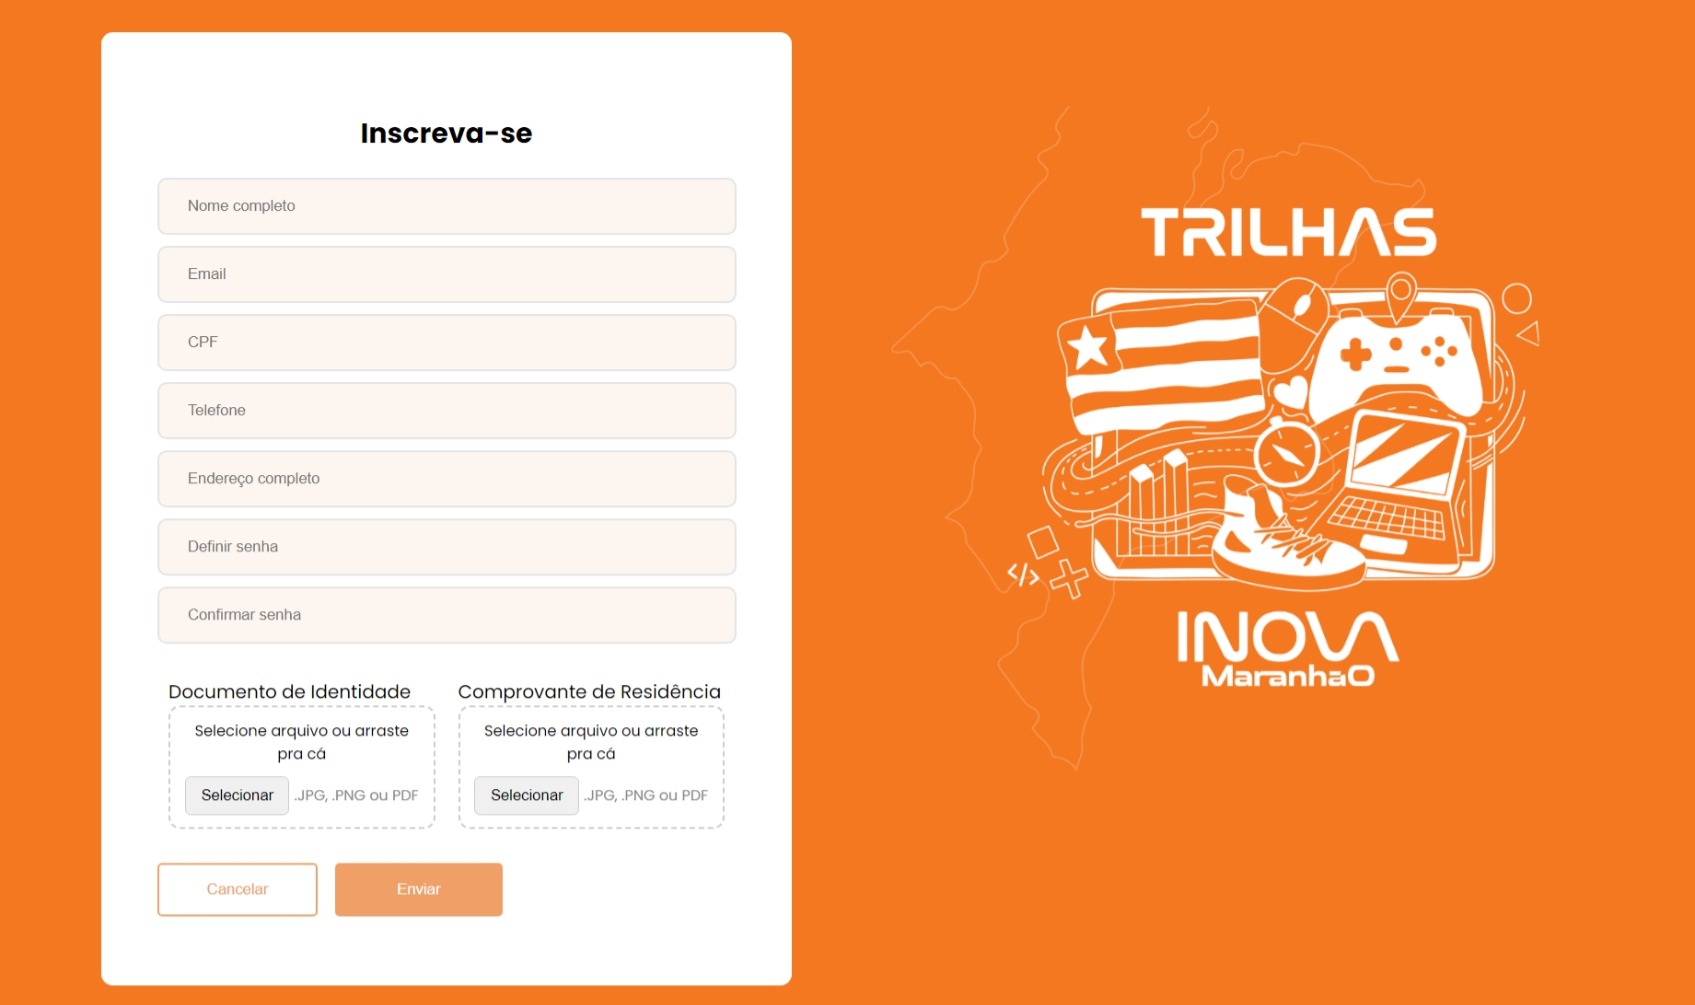 Inscreva-se
Nome completo
Email
CPF
Telefone
Endereço completo
Definir senha
Confirmar senha
Documento de Identidade
Selecione arquivo ou arraste
pra cá
Selecionar .JPG, .PNG ou PDF
Comprovante de Residência
Selecione arquivo ou arraste
pra cá
Selecionar .JPG, .PNG ou PDF
Cancelar
Enviar
TRILHAS
</>
INOVA
MaranhaO